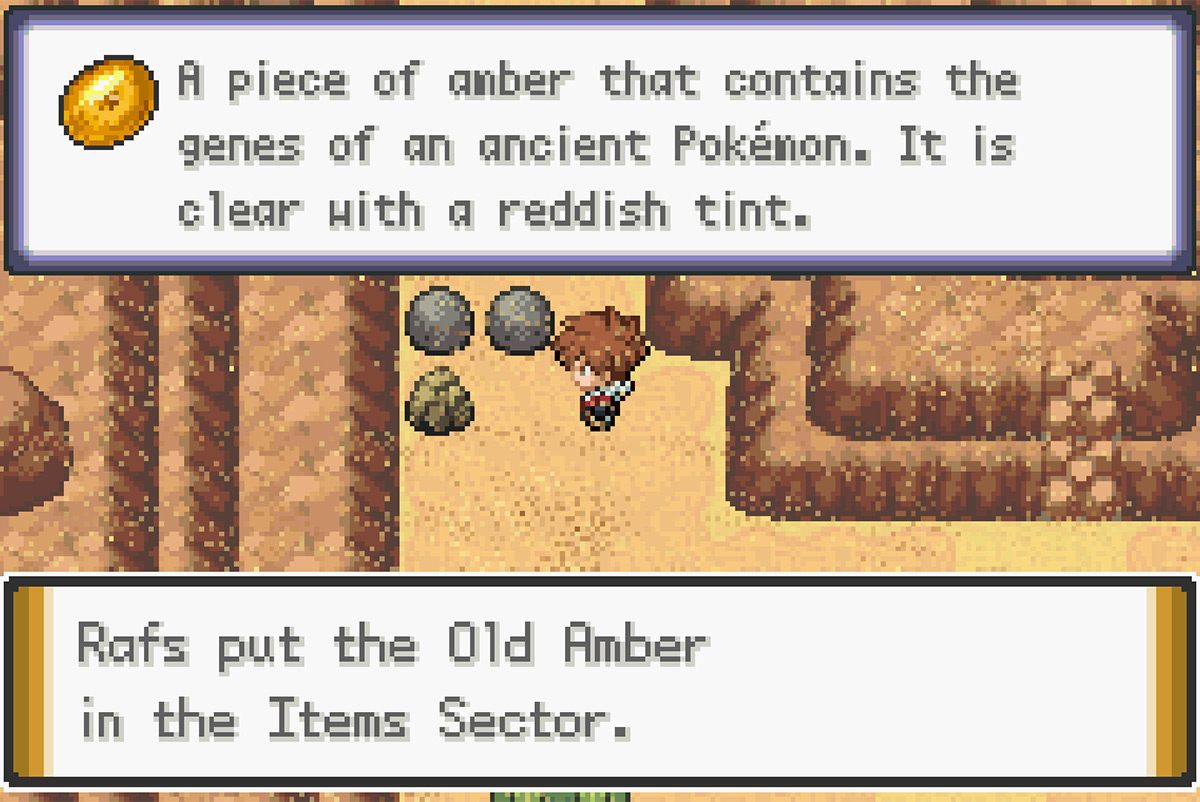 A piece of amber that contains the
genes of an ancient Pokémon. It is
clear with a reddish tint.
Rafs put the Old Amber
in the Items Sector.